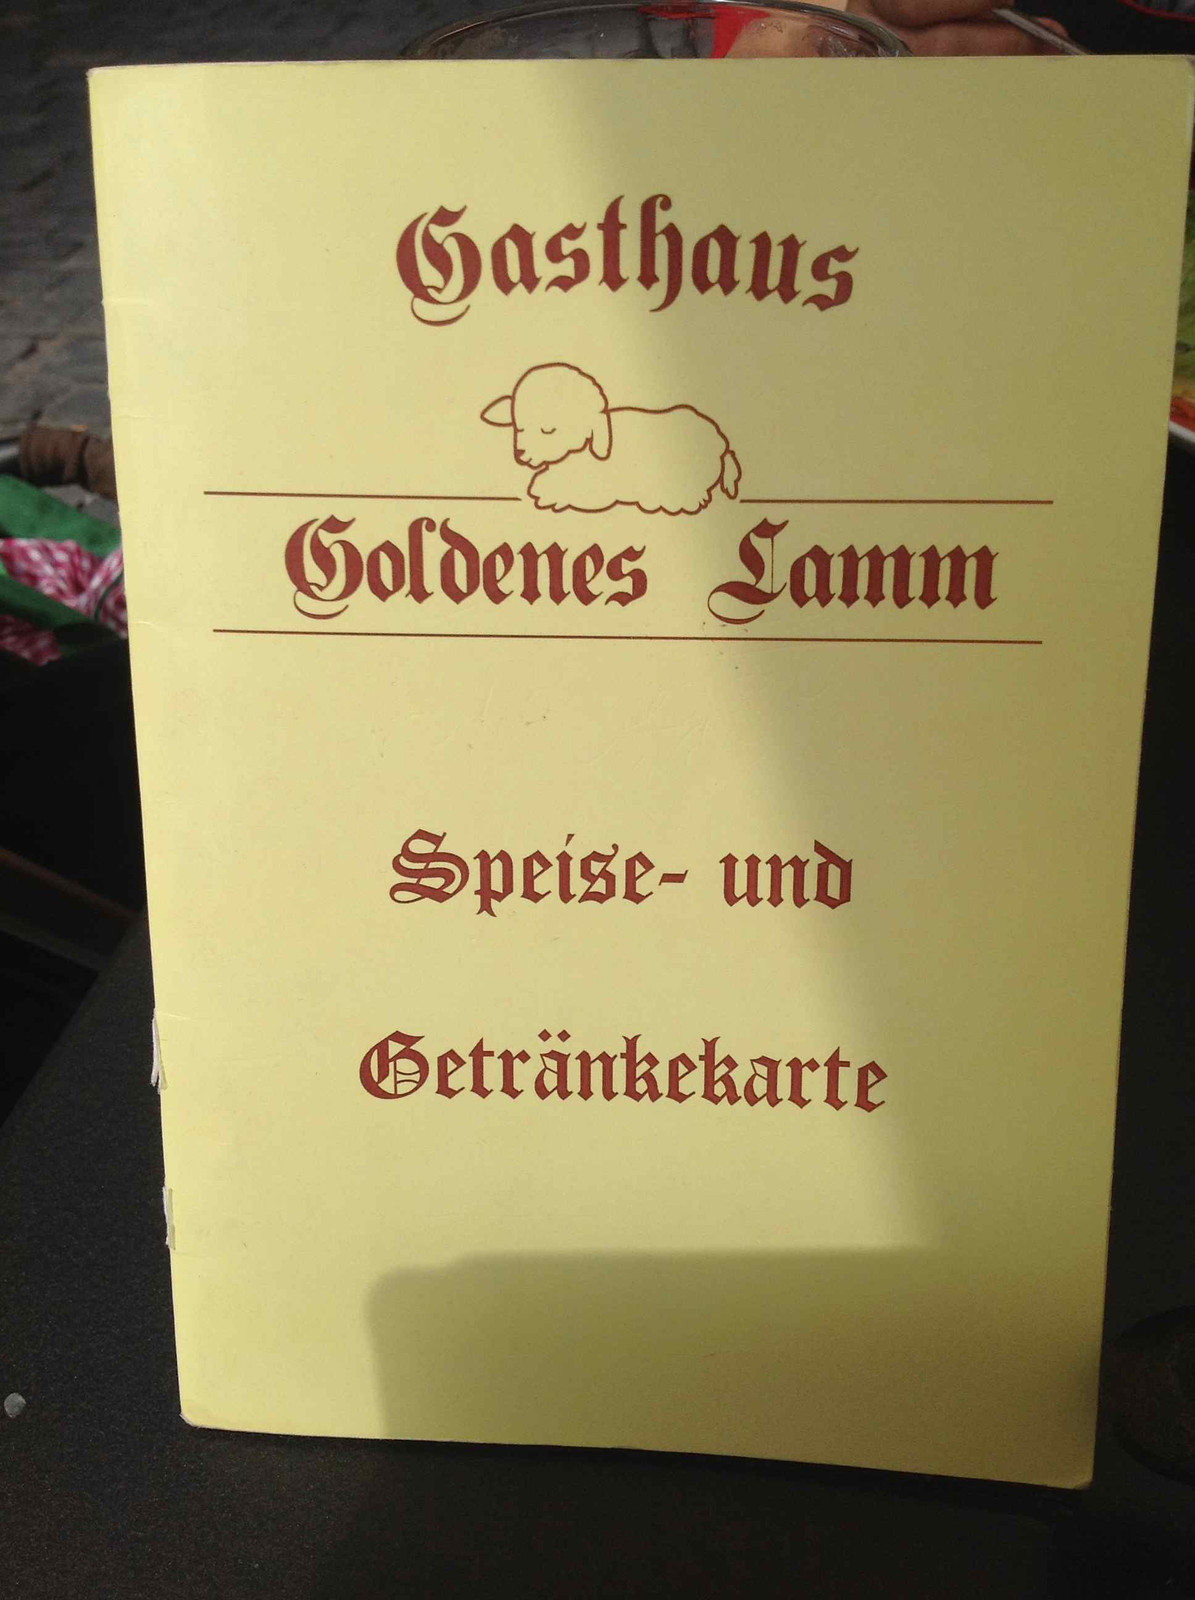 Gasthaus
Goldenes Lamm
Speise- und
Getränkekarte